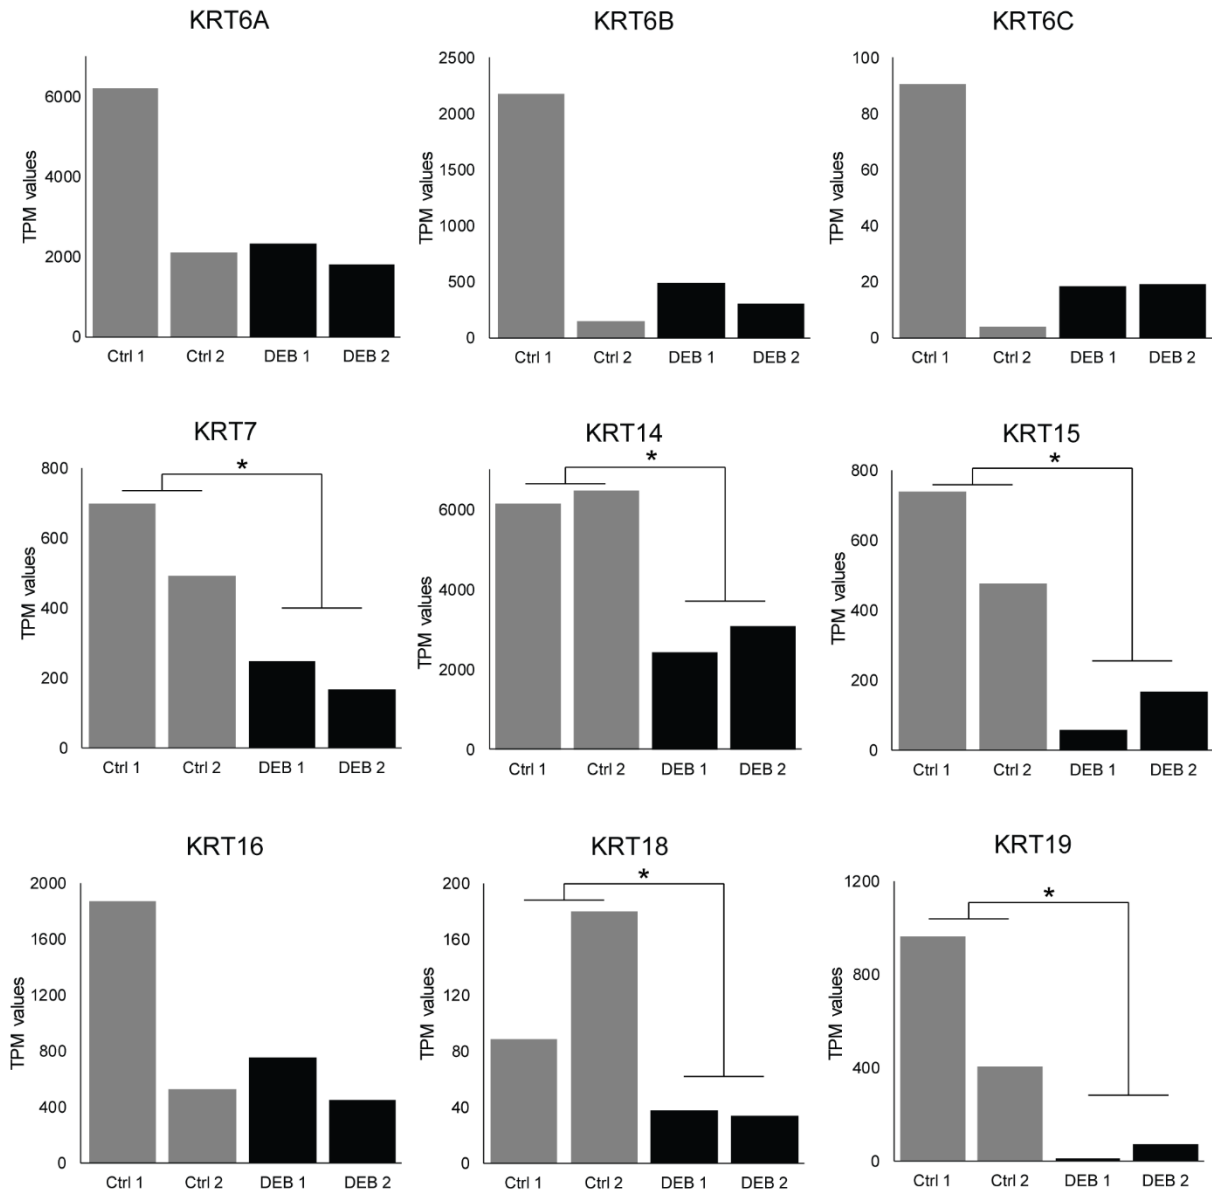 KRT6A
KRT6B
KRT6C
TPM values
6000
4000
2000
0
Ctrl 1 Ctrl 2 DEB 1 DEB 2
TPM values
2500
2000
1500
1000
500
0
Ctrl 1 Ctrl 2 DEB 1 DEB 2
TPM values
100
80
60
40
20
0
Ctrl 1 Ctrl 2 DEB 1 DEB 2
KRT7
*
TPM values
800
600
400
200
0
Ctrl 1 Ctrl 2 DEB 1 DEB 2
KRT14
*
TPM values
6000
4000
2000
0
Ctrl 1 Ctrl 2 DEB 1 DEB 2
KRT15
*
TPM values
800
600
400
200
0
Ctrl 1 Ctrl 2 DEB 1 DEB 2
KRT16
TPM values
2000
1600
1200
800
400
0
Ctrl 1 Ctrl 2 DEB 1 DEB 2
KRT18
*
TPM values
200
160
120
80
40
0
Ctrl 1 Ctrl 2 DEB 1 DEB 2
KRT19
*
TPM values
1200
800
400
0
Ctrl 1 Ctrl 2 DEB 1 DEB 2